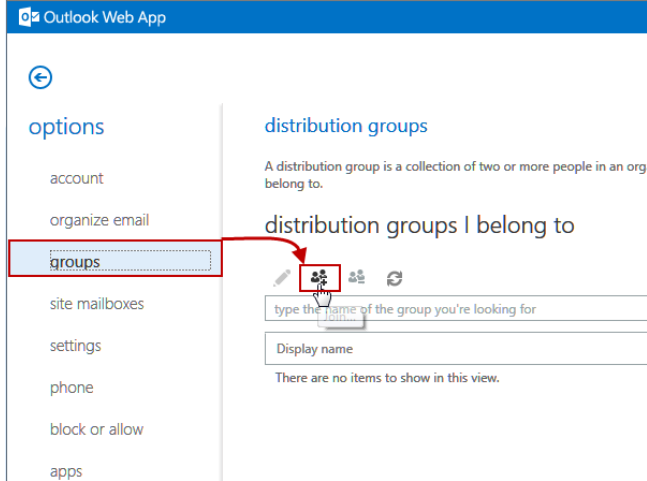 Outlook Web App
options
account
organize email
groups
site mailboxes
settings
phone
block or allow
apps
distribution groups
A distribution group is a collection of two or more people in an org
belong to.
distribution groups I belong to
Join...
type the name of the group you're looking for
Display name
There are no items to show in this view.